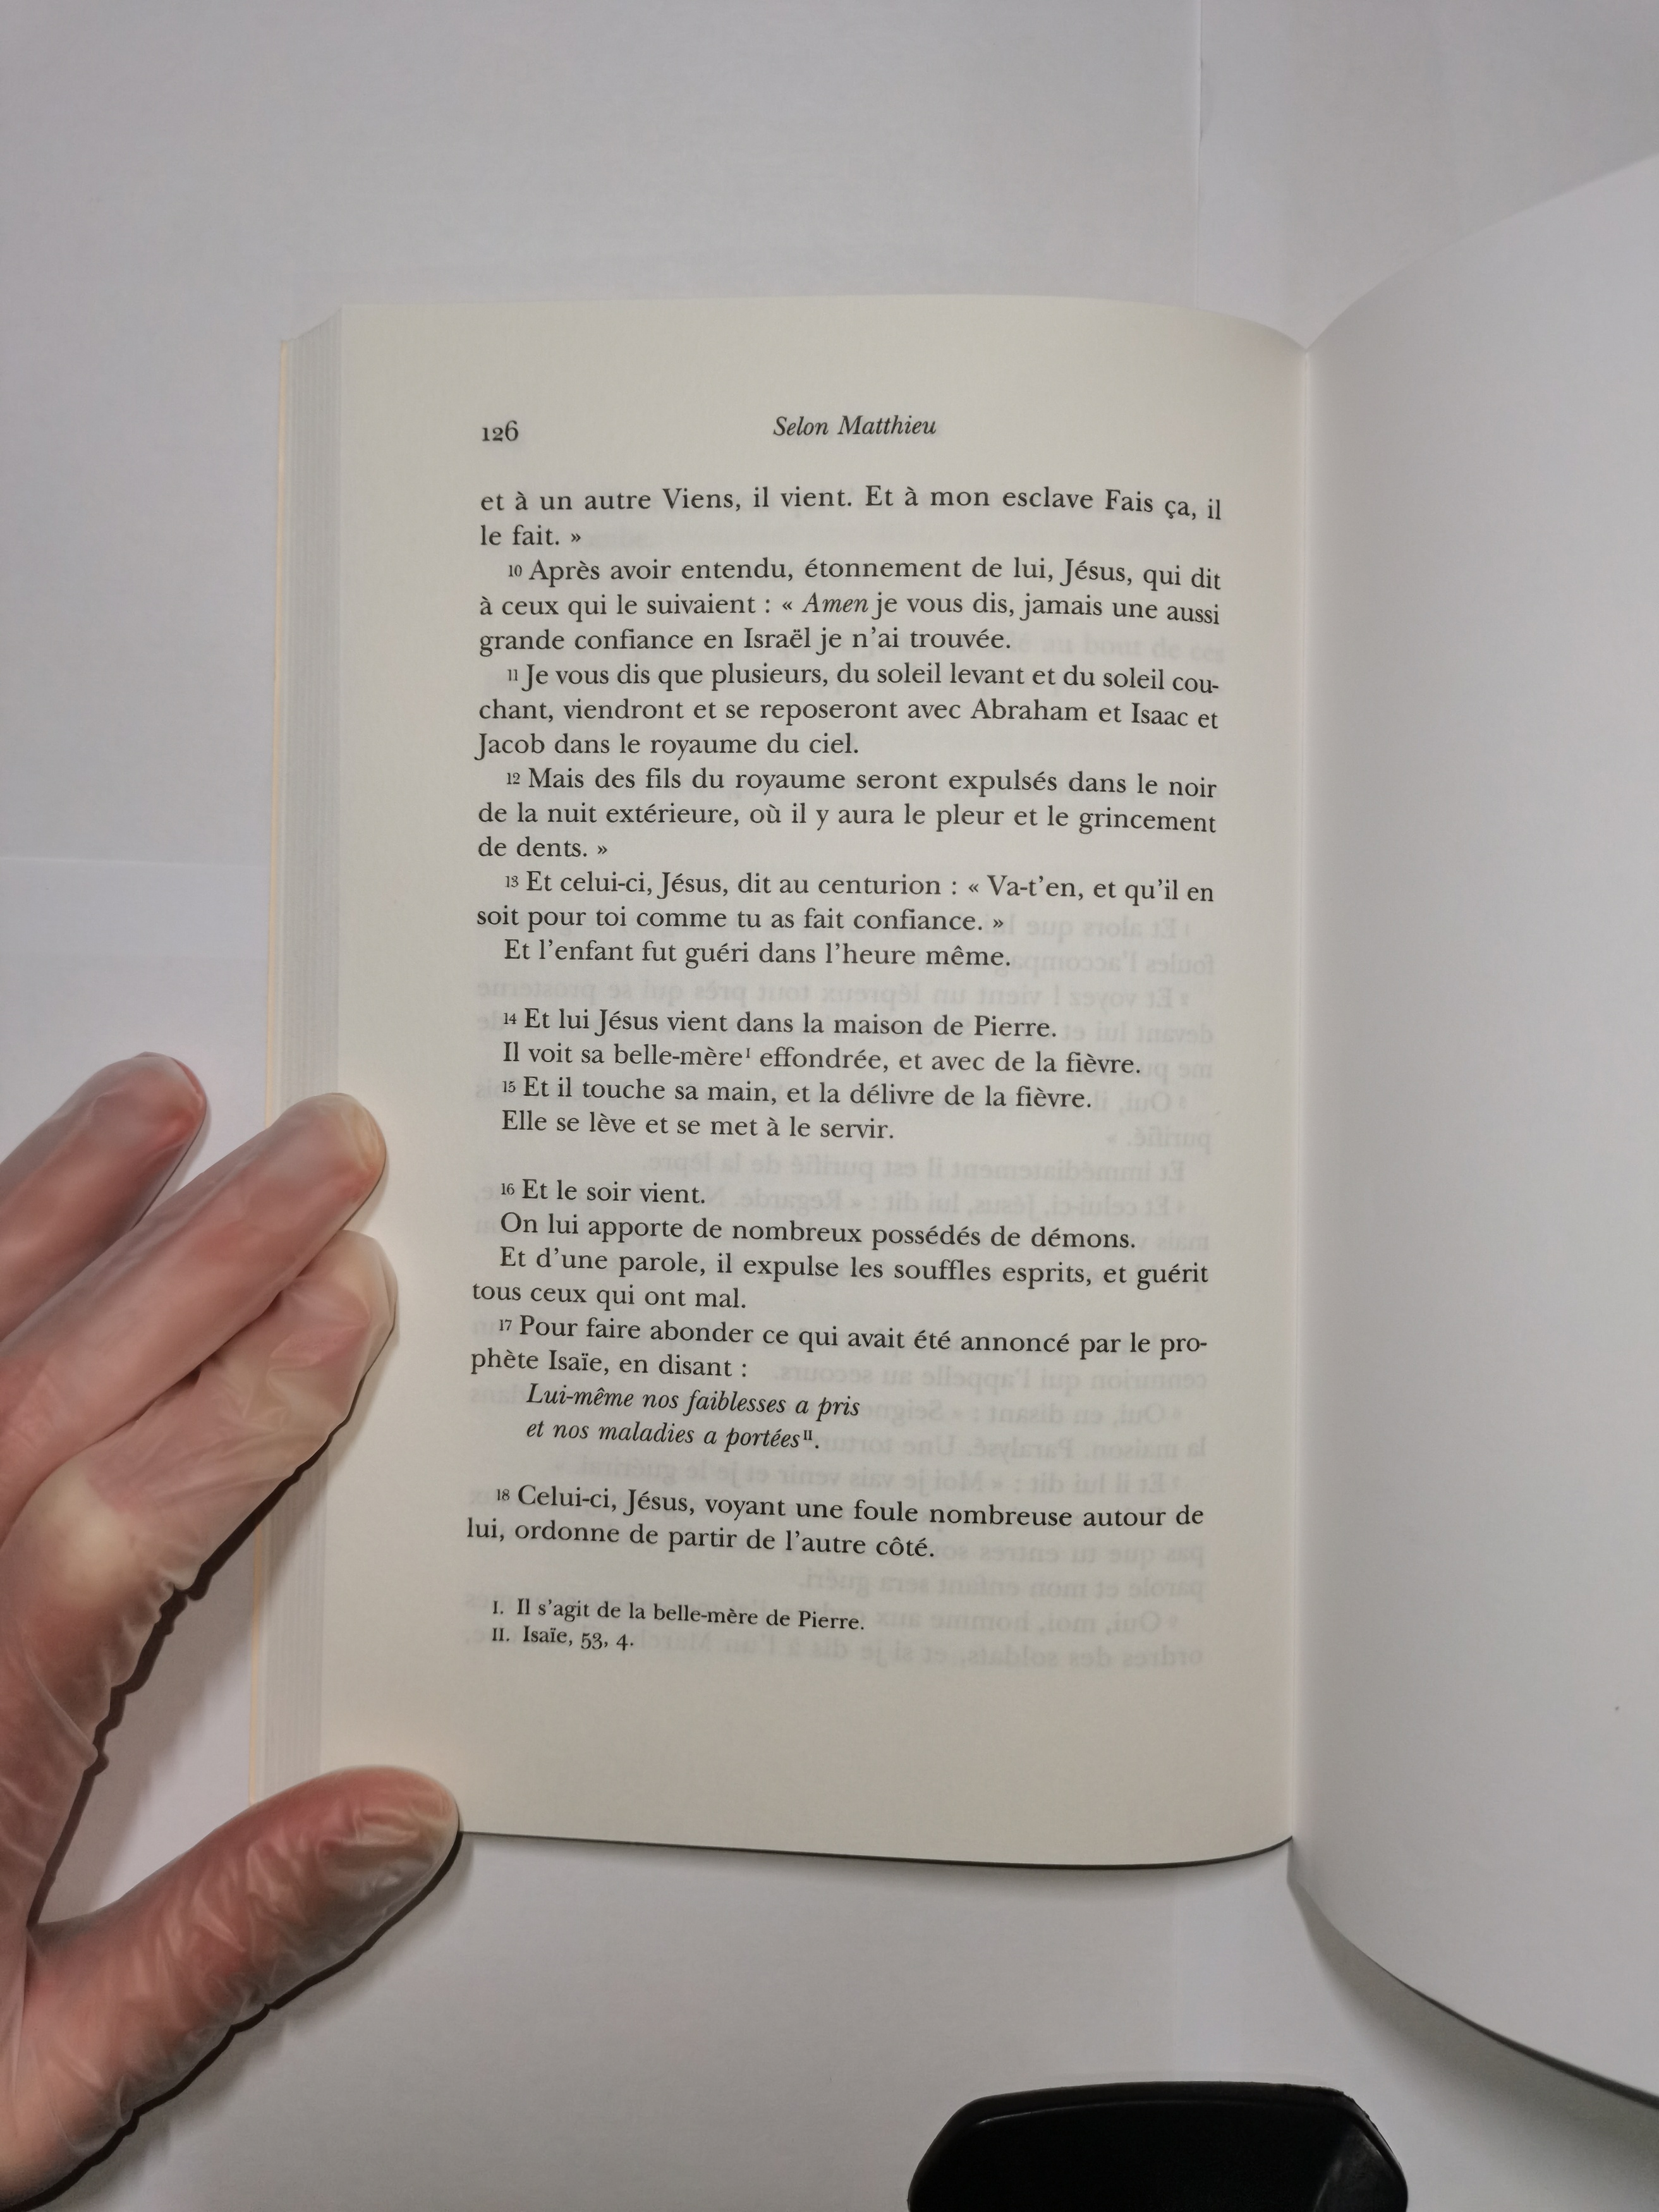 126
Selon Matthieu
et à un autre Viens, il vient. Et à mon esclave Fais ça, il
le fait. »
10 Après avoir entendu, étonnement de lui, Jésus, qui dit
à ceux qui le suivaient : « Amen je vous dis, jamais une aussi
grande confiance en Israël je n'ai trouvée.
11 Je vous dis que plusieurs, du soleil levant et du soleil cou-
chant, viendront et se reposeront avec Abraham et Isaac et
Jacob dans le royaume du ciel.
12 Mais des fils du royaume seront expulsés dans le noir
de la nuit extérieure, où il y aura le pleur et le grincement
de dents. »
13 Et celui-ci, Jésus, dit au centurion : « Va-t'en, et qu'il en
soit pour toi comme tu as fait confiance. »
Et l'enfant fut guéri dans l'heure même.
14 Et lui Jésus vient dans la maison de Pierre.
Il voit sa belle-mère I effondrée, et avec de la fièvre.
15 Et il touche sa main, et la délivre de la fièvre.
Elle se lève et se met à le servir.
16 Et le soir vient.
On lui apporte de nombreux possédés de démons.
Et d'une parole, il expulse les souffles esprits, et guérit
tous ceux qui ont mal.
17 Pour faire abonder ce qui avait été annoncé par le pro-
phète Isaïe, en disant :
Lui-même nos faiblesses a pris
et nos maladies a portées II.
18 Celui-ci, Jésus, voyant une foule nombreuse autour de
lui, ordonne de partir de l'autre côté.
I. Il s'agit de la belle-mère de Pierre.
II. Isaïe, 53, 4.